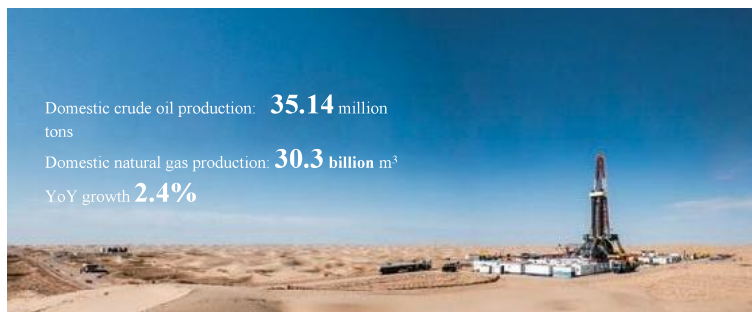 Domestic crude oil production: 35.14 million
tons
Domestic natural gas production: 30.3 billion m³
YoY growth 2.4%